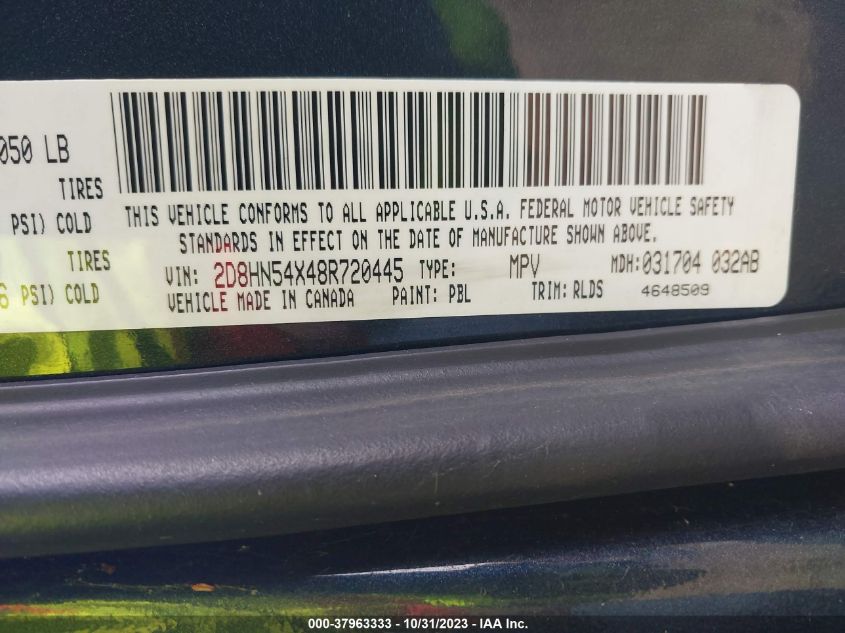 050 LB
TIRES
PSI) COLD
TIRES
6 PSI) COLD
THIS VEHICLE CONFORMS TO ALL APPLICABLE U.S.A. FEDERAL MOTOR VEHICLE SAFETY
STANDARDS IN EFFECT ON THE DATE OF MANUFACTURE SHOWN ABOVE.
VIN: 2D8HN54X48R720445 TYPE: MPV MDH:031704 032AB
VEHICLE MADE IN CANADA PAINT: PBL TRIM: RLDS 4648509
000-37963333 - 10/31/2023 - IAA Inc.